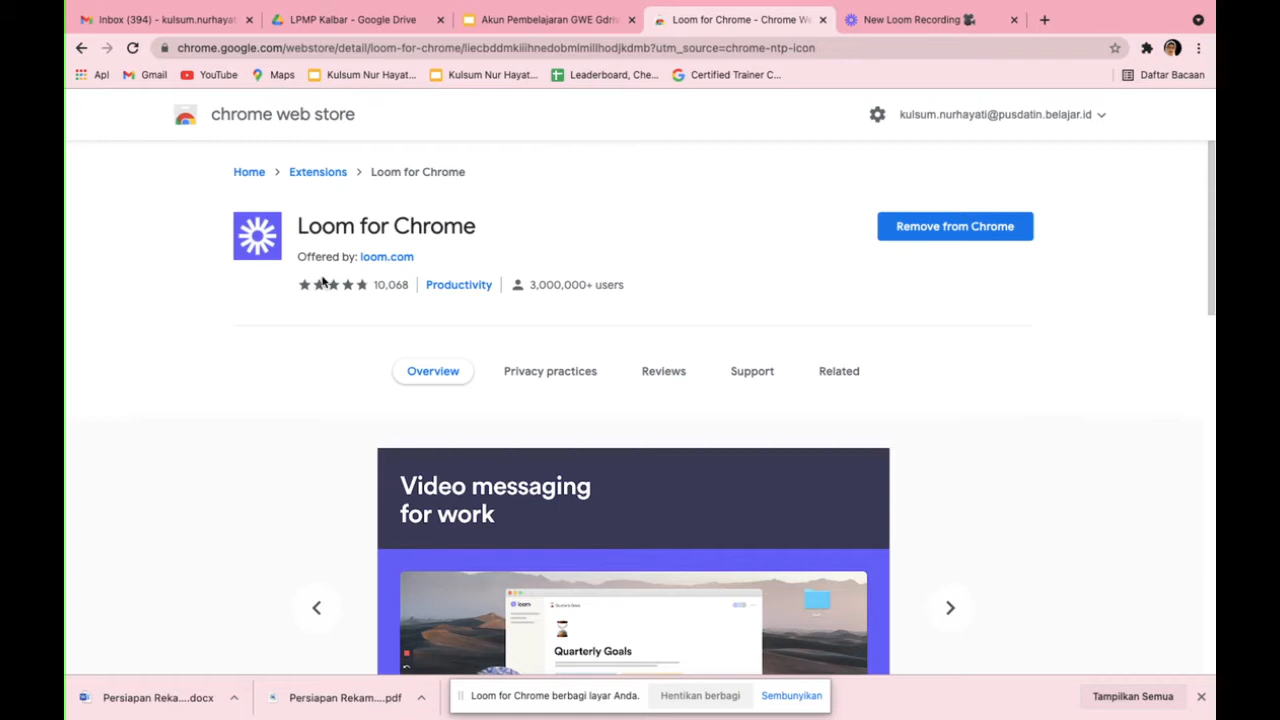 Inbox (394) - kulsum.nurhayat
LPMP Kalbar - Google Drive
Akun Pembelajaran GWE Gdri
Loom for Chrome - Chrome We
New Loom Recording
chrome.google.com/webstore/detail/loom-for-chrome/liecbddmkiiihnedobmlmillhodjkdmb?utm_source=chrome-ntp-icon
Apl
Gmail
YouTube
Maps
Kulsum Nur Hayat...
Kulsum Nur Hayat...
Leaderboard, Che...
Certified Trainer C...
Daftar Bacaan
chrome web store
kulsum.nurhayati@pusdatin.belajar.id
Home
Extensions
Loom for Chrome
Loom for Chrome
Remove from Chrome
Offered by: loom.com
10,068
Productivity
3,000,000+ users
Overview
Privacy practices
Reviews
Support
Related
Video messaging
for work
loom
Quarterly Goals
Persiapan Reka....docx
Persiapan Rekam....pdf
Loom for Chrome berbagi layar Anda.
Hentikan berbagi
Sembunyikan
Tampilkan Semua